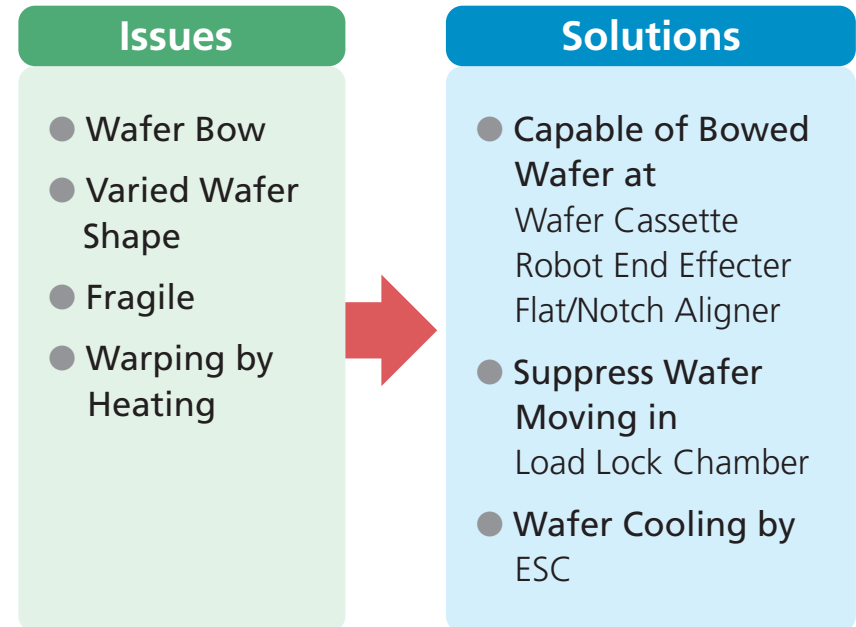 Issues
● Wafer Bow
● Varied Wafer
Shape
● Fragile
● Warping by
Heating
Solutions
● Capable of Bowed
Wafer at
Wafer Cassette
Robot End Effecter
Flat/Notch Aligner
● Suppress Wafer
Moving in
Load Lock Chamber
● Wafer Cooling by
ESC